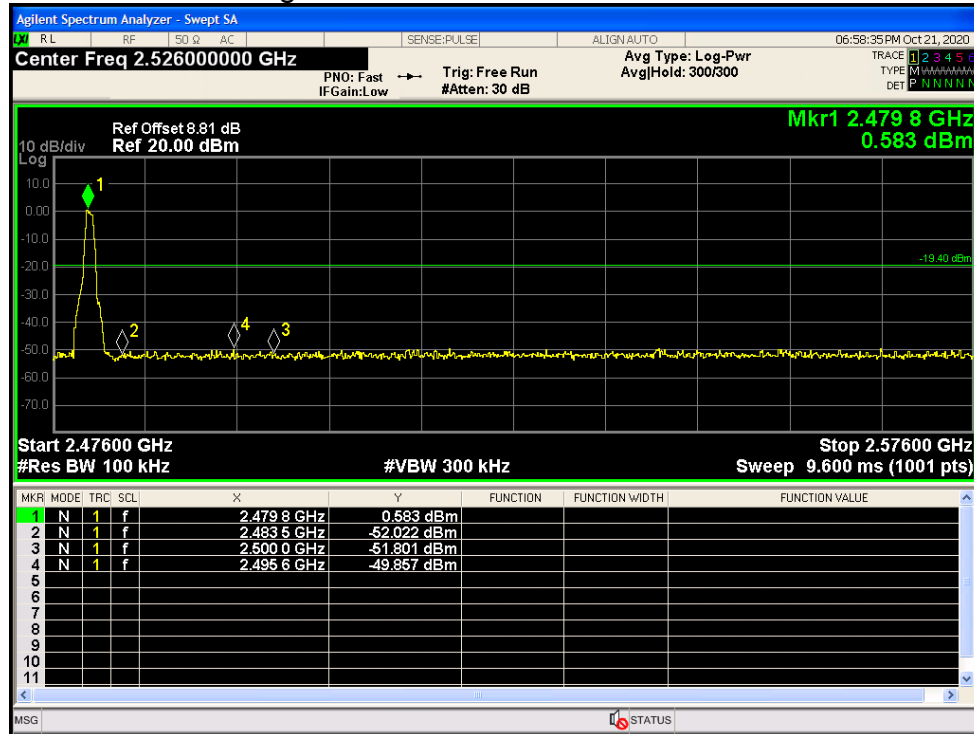 Agilent Spectrum Analyzer - Swept SA
LXI RL RF 50 Ω AC SENSE:PULSE ALIGN AUTO 06:58:35 PM Oct 21, 2020
Center Freq 2.526000000 GHz
PNO: Fast
IFGain:Low
Trig: Free Run
#Atten: 30 dB
Avg Type: Log-Pwr
Avg|Hold: 300/300
TRACE 1 2 3 4 5 6
TYPE M
DET P N N N N N
Mkr1 2.479 8 GHz
0.583 dBm
Ref Offset 8.81 dB
10 dB/div Ref 20.00 dBm
Log
10.0
0.00
-10.0
-20.0
-30.0
-40.0
-50.0
-60.0
-70.0
1
2
4
3
-19.40 dBm
Start 2.47600 GHz Stop 2.57600 GHz
#Res BW 100 kHz #VBW 300 kHz Sweep 9.600 ms (1001 pts)
MKR MODE TRC SCL X Y FUNCTION FUNCTION WIDTH FUNCTION VALUE
1 N 1 f 2.479 8 GHz 0.583 dBm
2 N 1 f 2.483 5 GHz -52.022 dBm
3 N 1 f 2.500 0 GHz -51.801 dBm
4 N 1 f 2.495 6 GHz -49.857 dBm
5
6
7
8
9
10
11
MSG STATUS